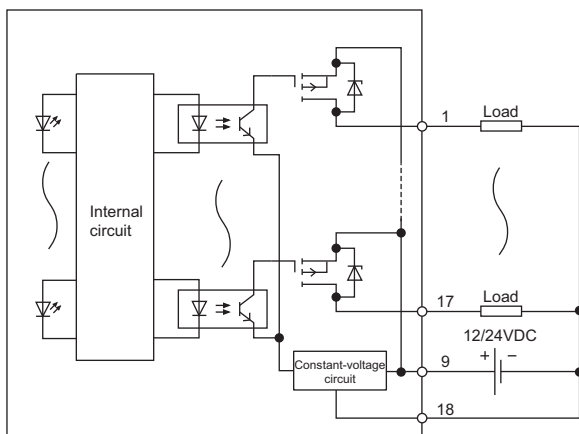 1
Load
Internal
circuit
17
Load
12/24VDC
Constant-voltage
circuit
9
+
−
18